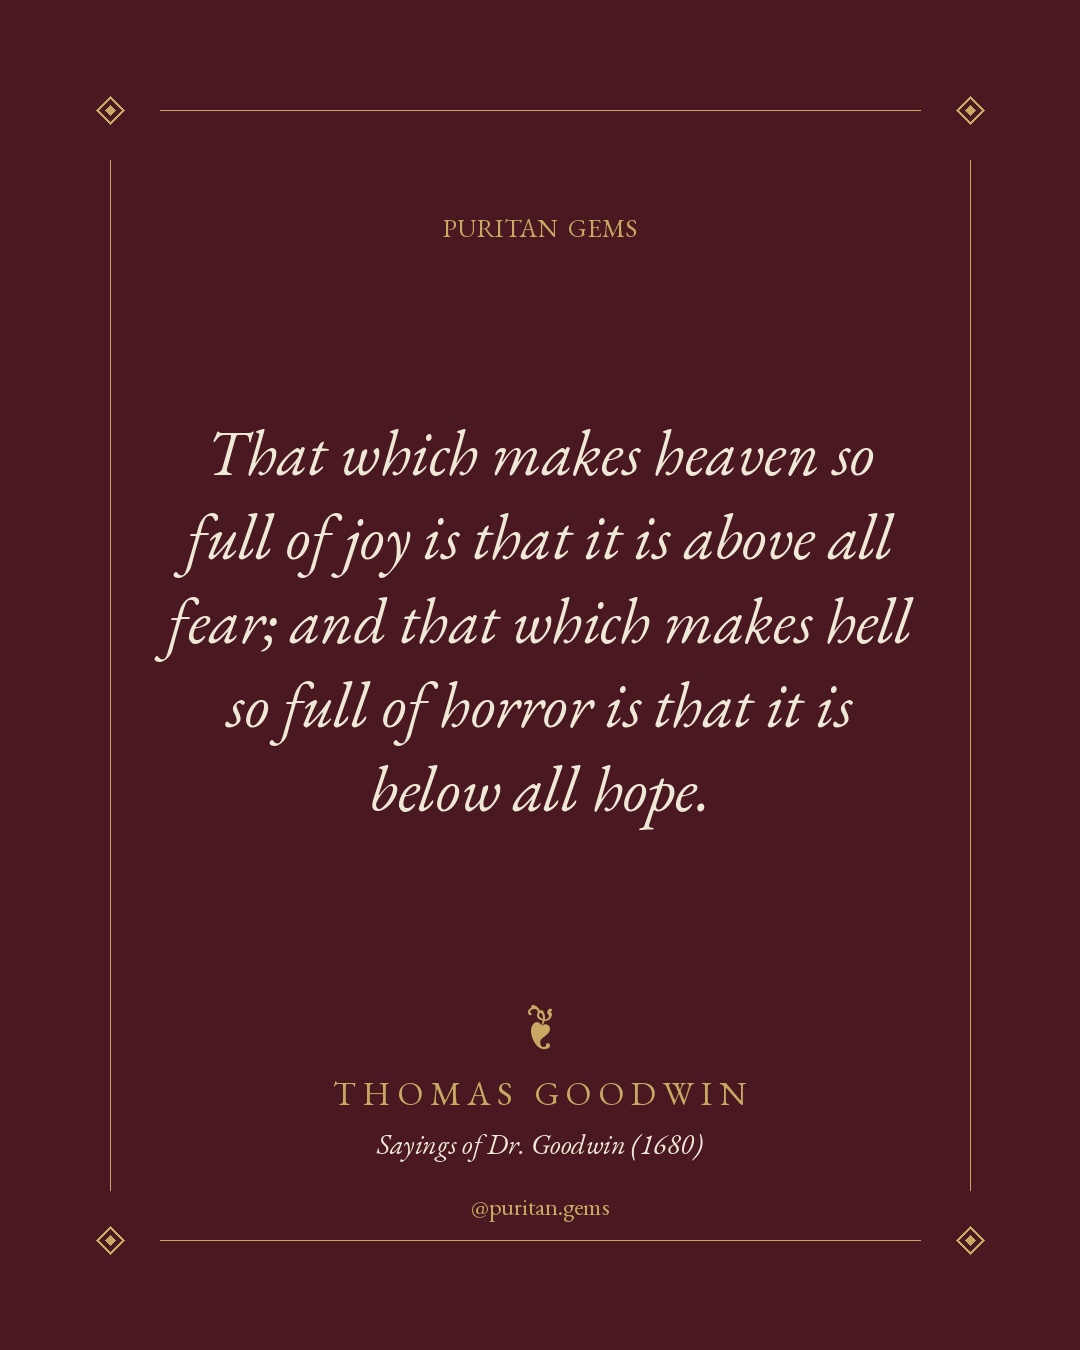 PURITAN GEMS
That which makes heaven so
full of joy is that it is above all
fear; and that which makes hell
so full of horror is that it is
below all hope.
THOMAS GOODWIN
Sayings of Dr. Goodwin (1680)
@puritan.gems